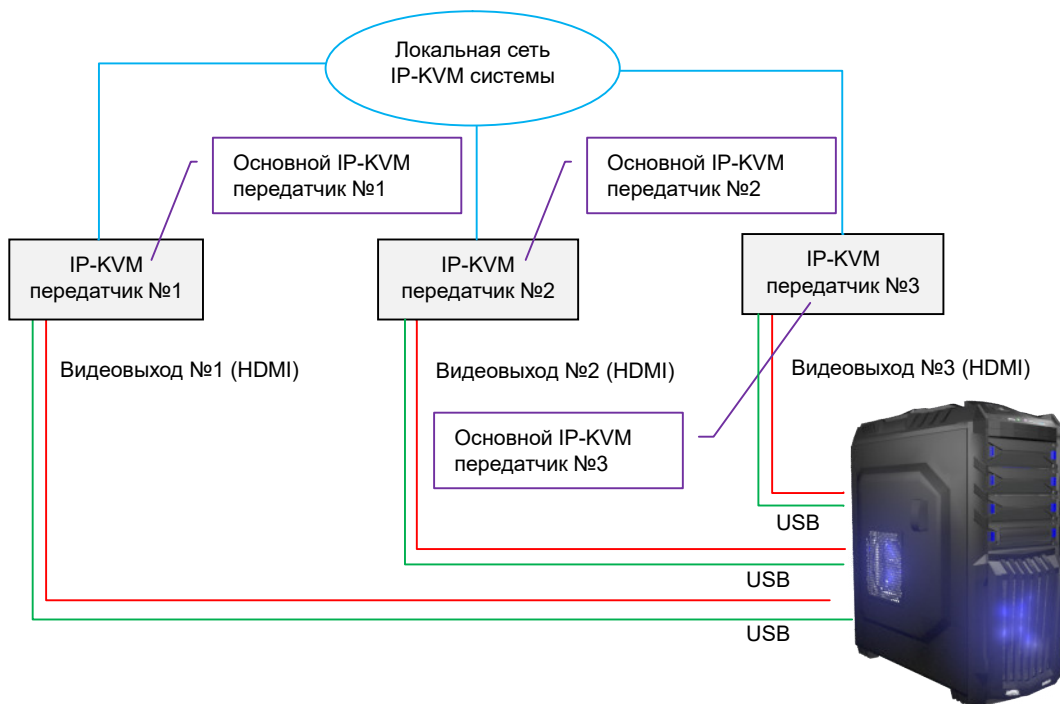 Локальная сеть
IP-KVM системы
Основной IP-KVM
передатчик №1
Основной IP-KVM
передатчик №2
IP-KVM
передатчик №1
IP-KVM
передатчик №2
IP-KVM
передатчик №3
Видеовыход №1 (HDMI)
Видеовыход №2 (HDMI)
Видеовыход №3 (HDMI)
Основной IP-KVM
передатчик №3
USB
USB
USB